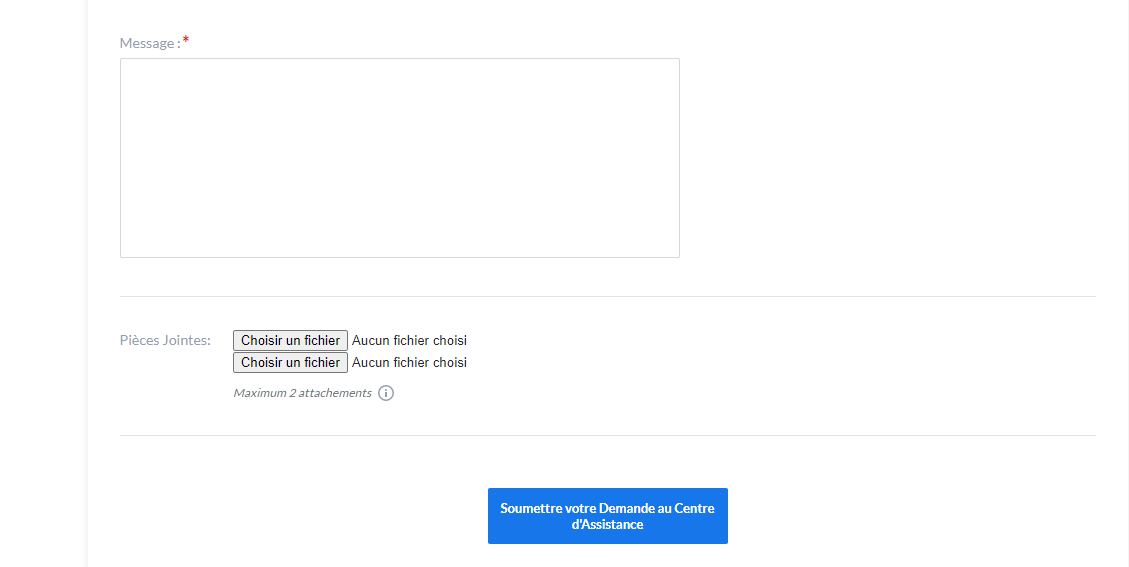 Message : *
Pièces Jointes: Choisir un fichier Aucun fichier choisi
Choisir un fichier Aucun fichier choisi
Maximum 2 attachements
Soumettre votre Demande au Centre
d'Assistance